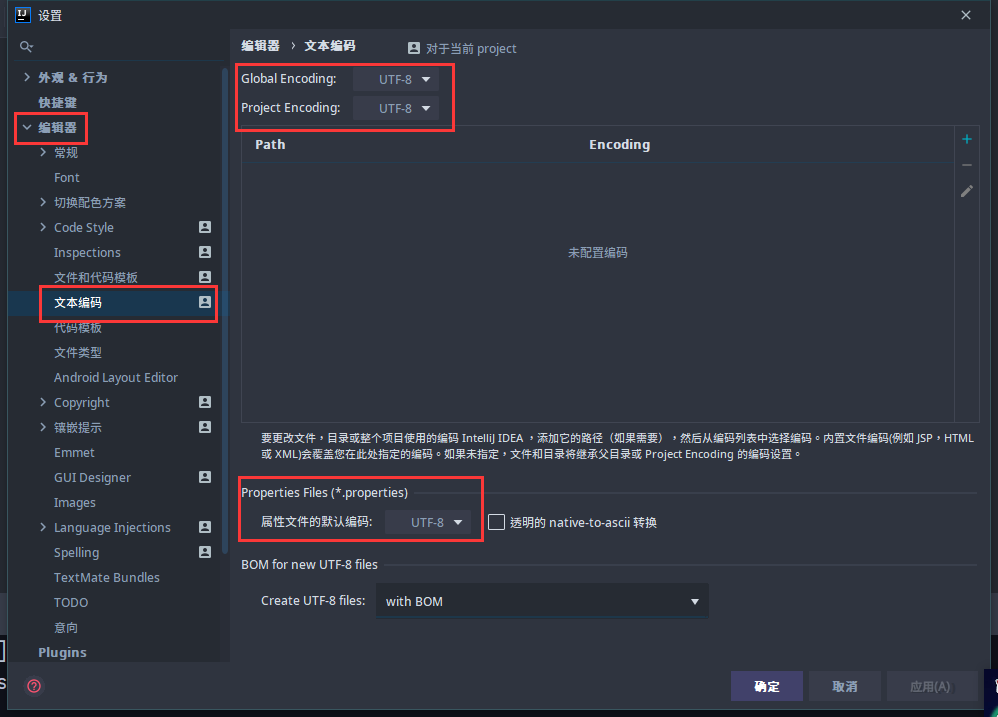 设置
外观 & 行为
快捷键
编辑器
常规
Font
切换配色方案
Code Style
Inspections
文件和代码模板
文本编码
代码模板
文件类型
Android Layout Editor
Copyright
镶嵌提示
Emmet
GUI Designer
Images
Language Injections
Spelling
TextMate Bundles
TODO
意向
Plugins
编辑器 › 文本编码 对于当前 project
Global Encoding: UTF-8
Project Encoding: UTF-8
Path Encoding
未配置编码
要更改文件，目录或整个项目使用的编码 IntelliJ IDEA ，添加它的路径（如果需要），然后从编码列表中选择编码。内置文件编码(例如 JSP，HTML
或 XML)会覆盖您在此处指定的编码。如果未指定，文件和目录将继承父目录或 Project Encoding 的编码设置。
Properties Files (*.properties)
属性文件的默认编码: UTF-8 透明的 native-to-ascii 转换
BOM for new UTF-8 files
Create UTF-8 files: with BOM
确定 取消 应用(A)